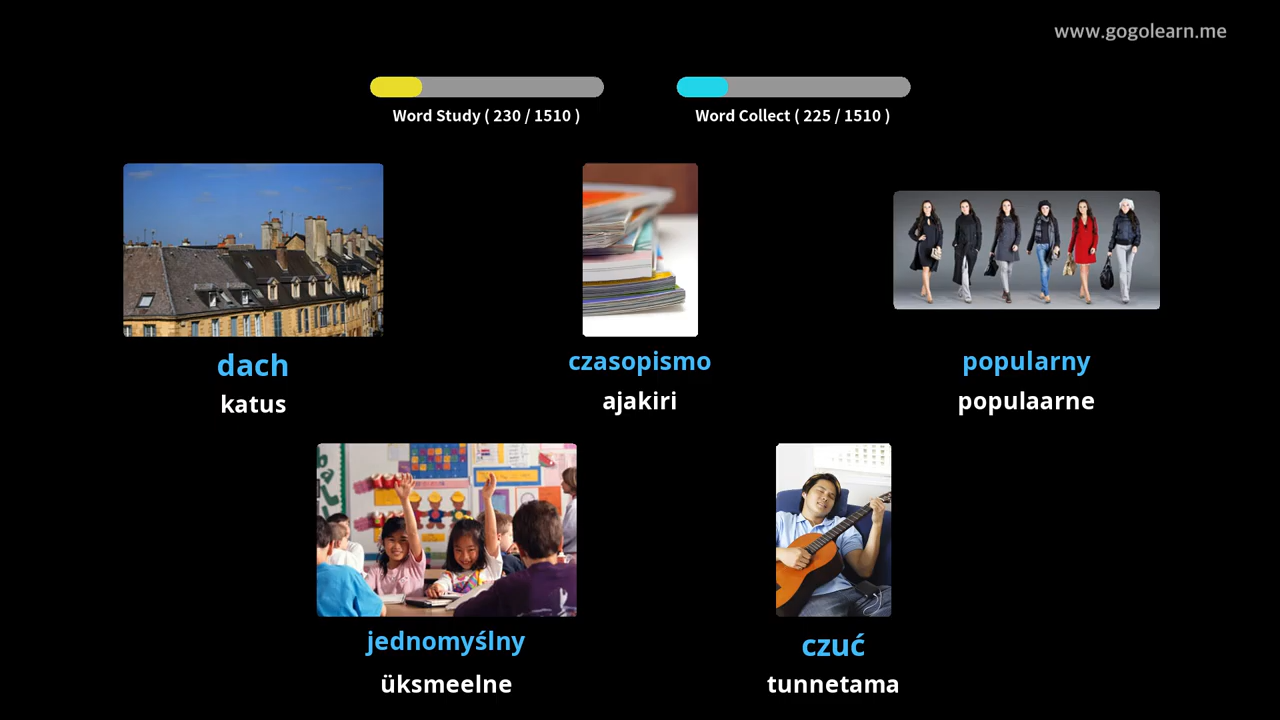 www.gogolearn.me
Word Study ( 230 / 1510 )
Word Collect ( 225 / 1510 )
dach
katus
czasopismo
ajakiri
popularny
populaarne
jednomyślny
üksmeelne
czuć
tunnetama